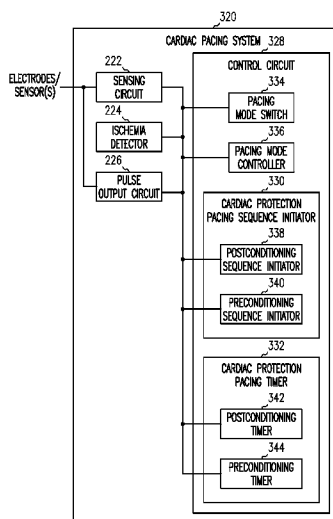 320
CARDIAC PACING SYSTEM
328
ELECTRODES/
SENSOR(S)
222
SENSING
CIRCUIT
224
ISCHEMIA
DETECTOR
226
PULSE
OUTPUT CIRCUIT
CONTROL CIRCUIT
334
PACING
MODE SWITCH
336
PACING MODE
CONTROLLER
330
CARDIAC PROTECTION
PACING SEQUENCE INITIATOR
338
POSTCONDITIONING
SEQUENCE INITIATOR
340
PRECONDITIONING
SEQUENCE INITIATOR
332
CARDIAC PROTECTION
PACING TIMER
342
POSTCONDITIONING
TIMER
344
PRECONDITIONING
TIMER